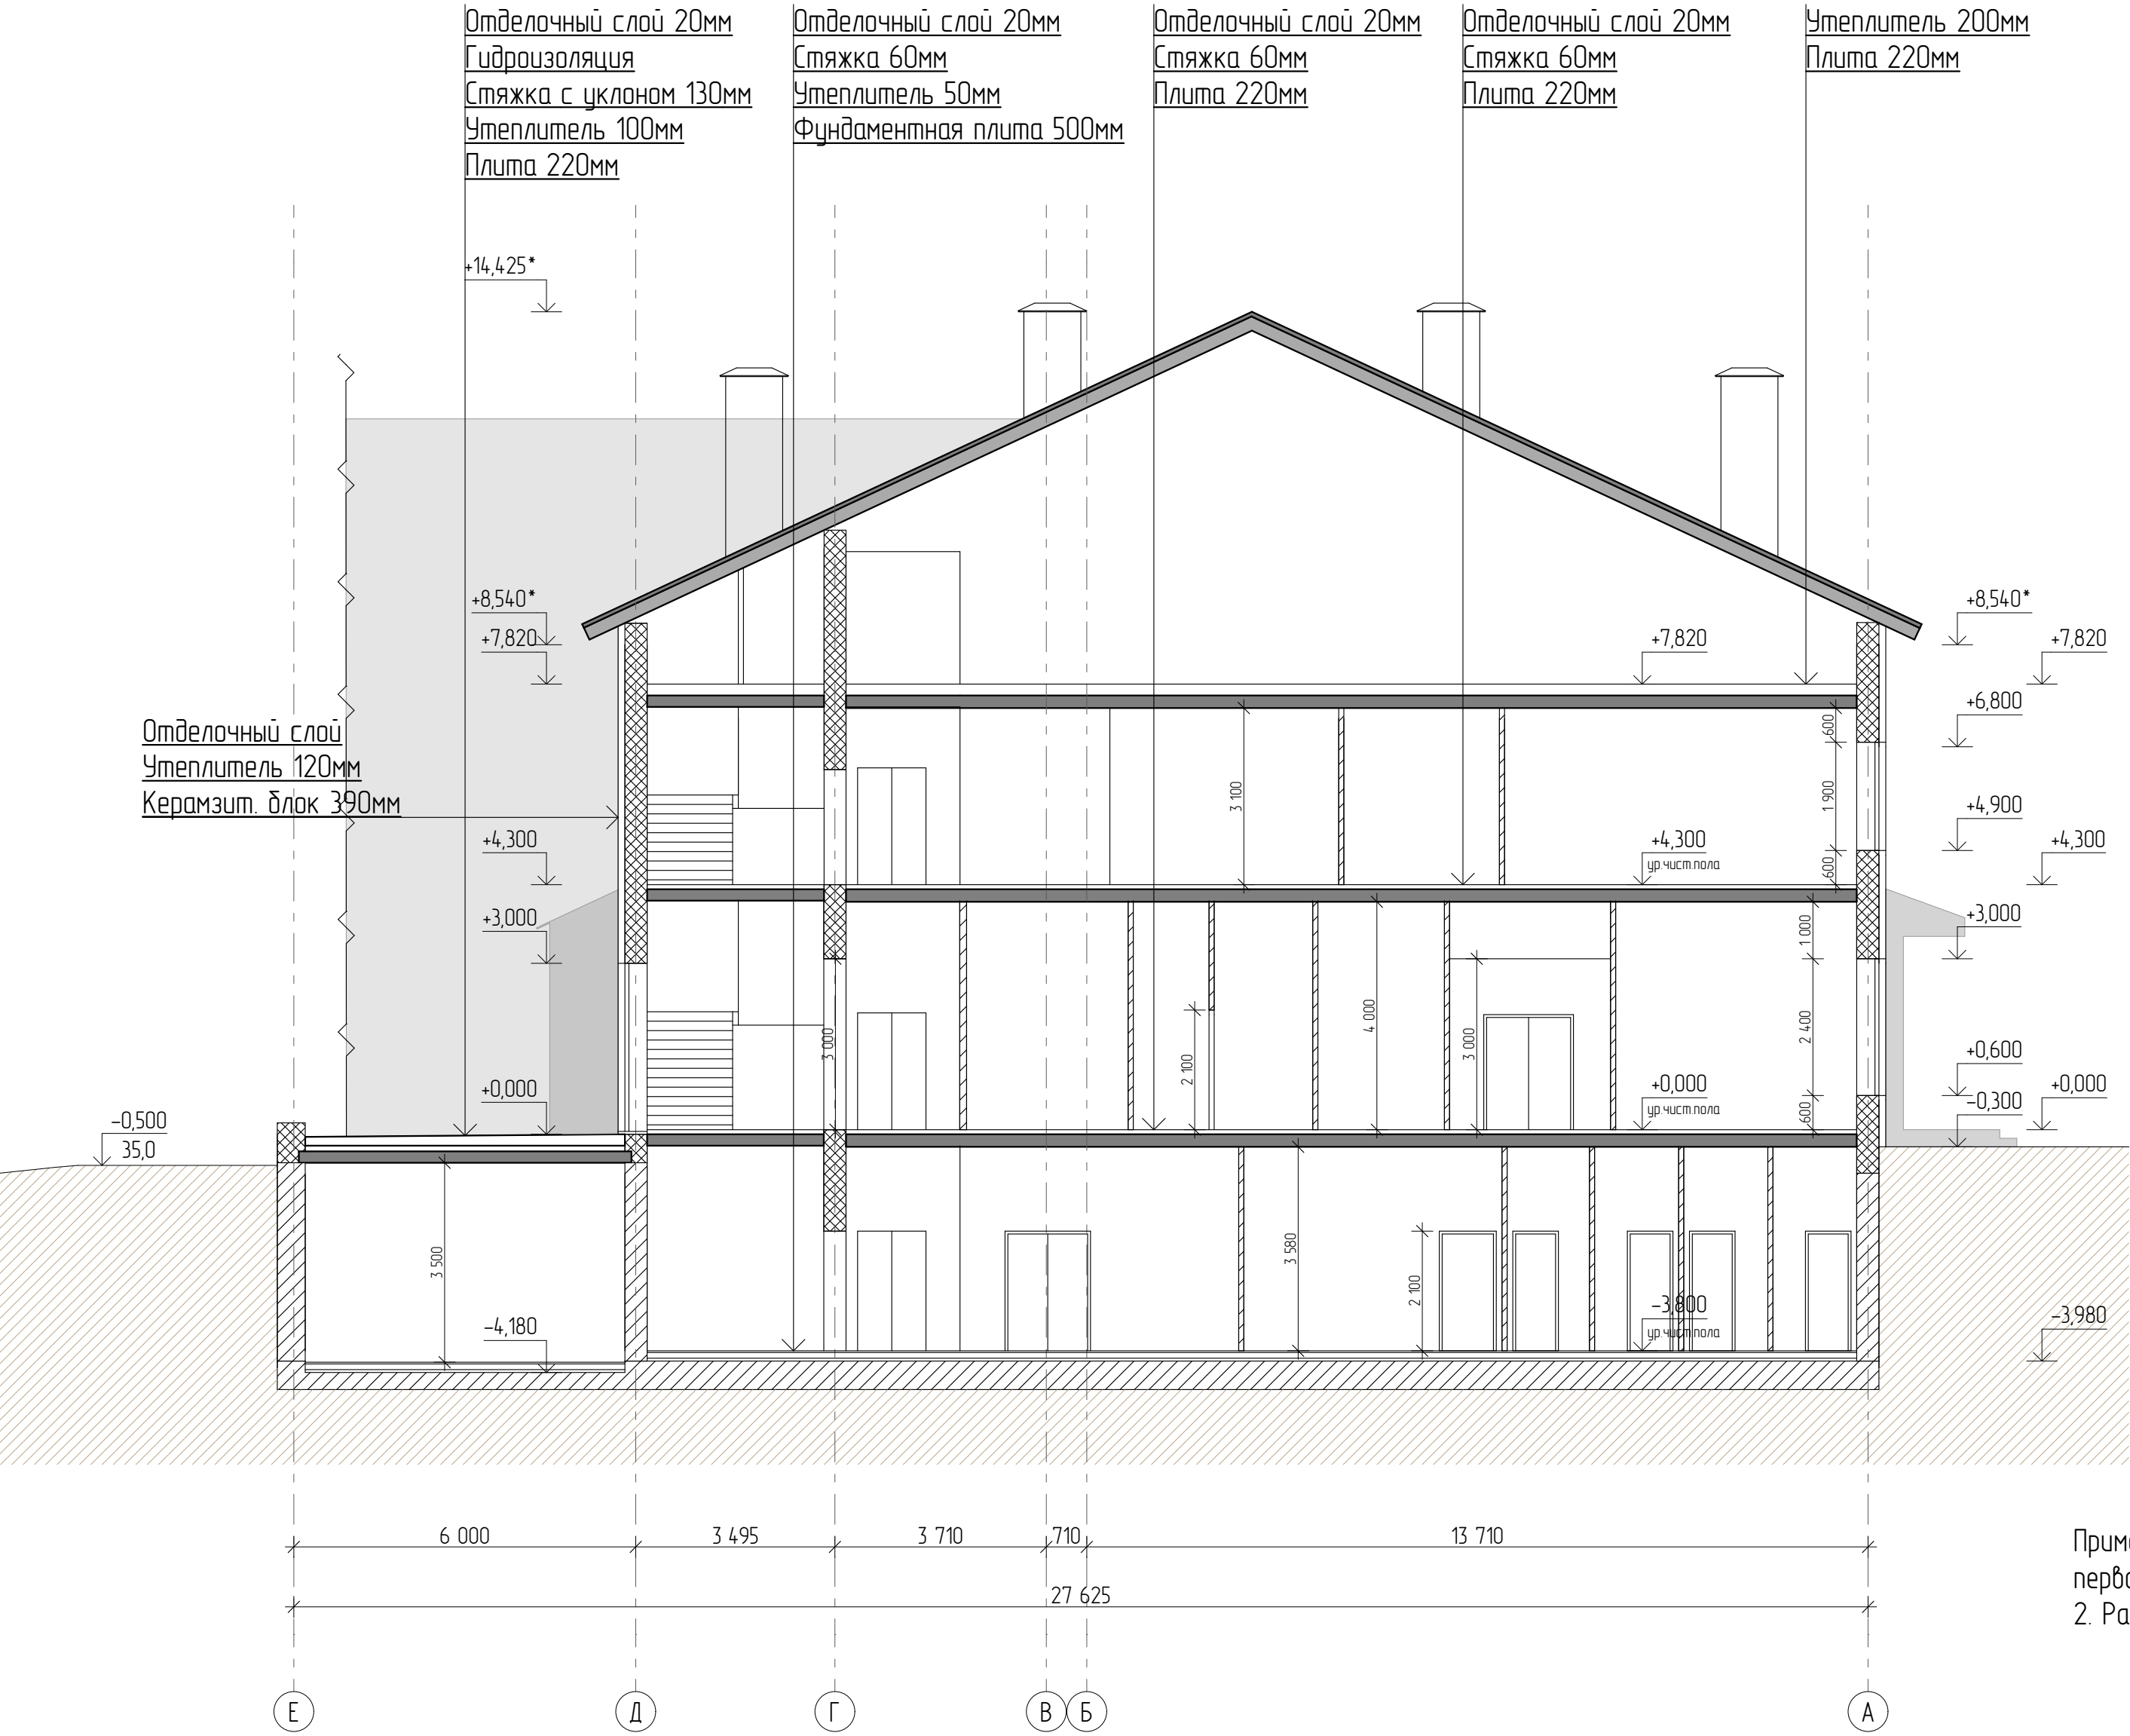 Отделочный слой 20мм
Гидроизоляция
Стяжка с уклоном 130мм
Утеплитель 100мм
Плита 220мм
Отделочный слой 20мм
Стяжка 60мм
Утеплитель 50мм
Фундаментная плита 500мм
Отделочный слой 20мм
Стяжка 60мм
Плита 220мм
Отделочный слой 20мм
Стяжка 60мм
Плита 220мм
Утеплитель 200мм
Плита 220мм
+14,425*
+8,540*
+7,820
Отделочный слой
Утеплитель 120мм
Керамзит. блок 390мм
+4,300
+3,000
+0,000
-0,500
35,0
3 500
-4,180
+7,820
3 100
600
1 900
600
+4,300
ур.чист.пола
3 000
2 100
4 000
3 000
1 000
2 400
600
+0,000
ур.чист.пола
3 580
2 100
-3,800
ур.чист.пола
+8,540*
+7,820
+6,800
+4,900
+4,300
+3,000
+0,600
+0,000
-0,300
-3,980
6 000
3 495
3 710
710
13 710
27 625
Е
Д
Г
В
Б
А
Прим
перв
2. Ра